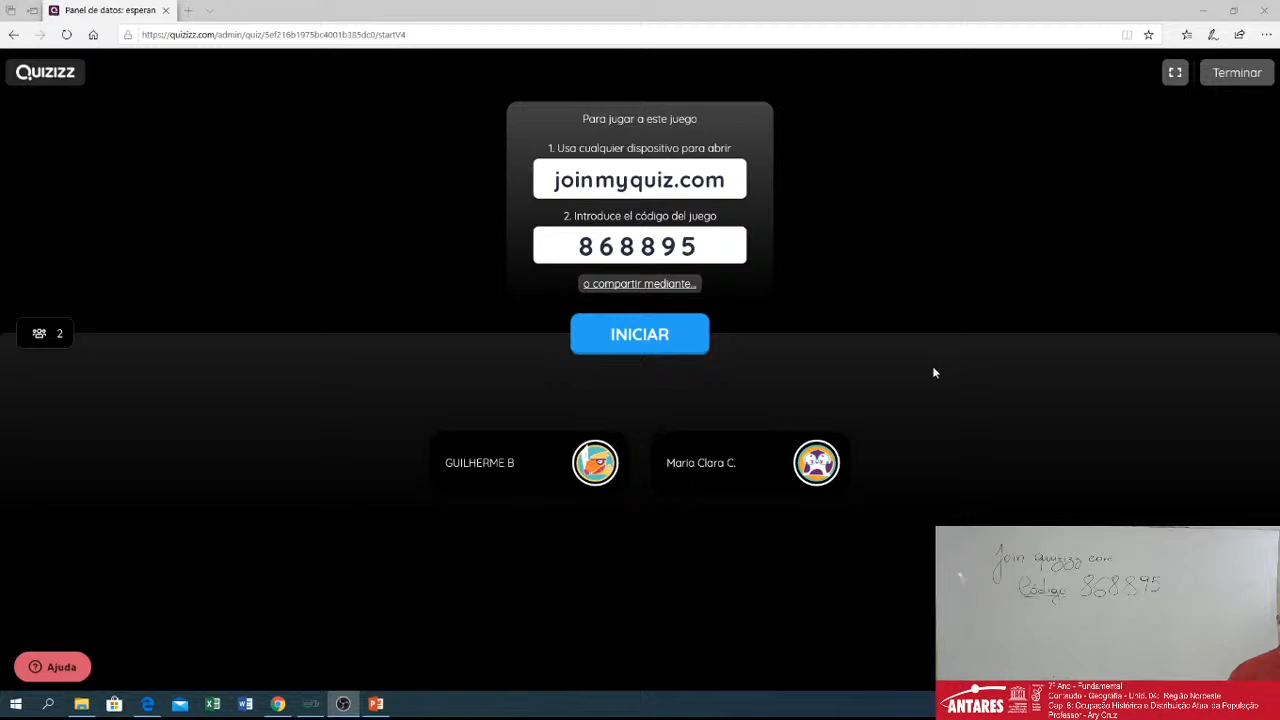 Panel de datos: esperan
https://quizizz.com/admin/quiz/5ef216b1975bc4001b385dc0/startV4
Quizizz
Terminar
Para jugar a este juego
1. Usa cualquier dispositivo para abrir
joinmyquiz.com
2. Introduce el código del juego
868895
o compartir mediante...
2
INICIAR
GUILHERME B
Maria Clara C.
Join quizizz com
Código 868895
Ajuda
ANTARES
7º Ano - Fundamental
Conteudo - Geografia - Unid. 04: Região Nordeste
Cap. 8: Ocupação Histórica e Distribuição Atual da População
Professor - Ary Cruz